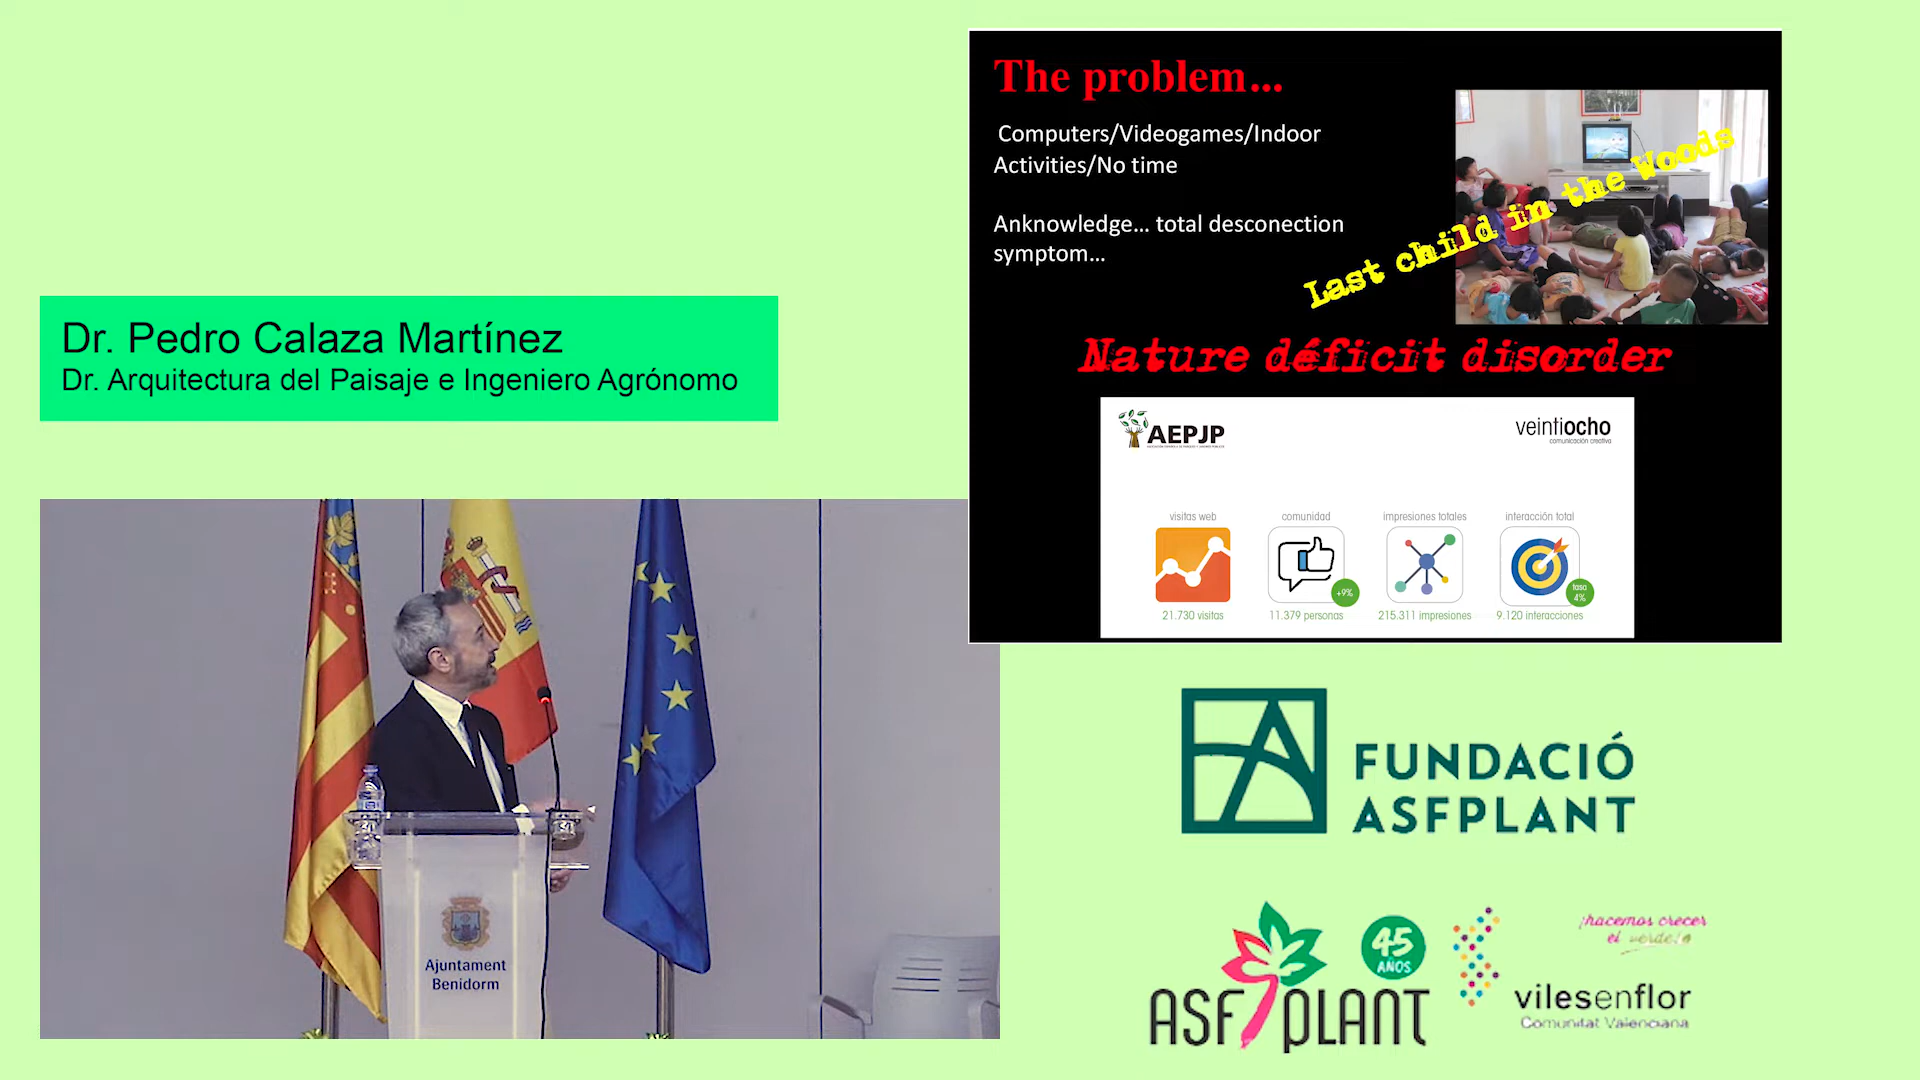 Dr. Pedro Calaza Martínez
Dr. Arquitectura del Paisaje e Ingeniero Agrónomo
The problem...
Computers/Videogames/Indoor
Activities/No time
Anknowledge... total desconection
symptom...
Last child in the Woods
Nature déficit disorder
AEPJP
veintiocho
comunicación creativa
visitas web
comunidad
impresiones totales
interacción total
+9%
tasa
4%
21.730 visitas
11.379 personas
215.311 impresiones
9.120 interacciones
Ajuntament
Benidorm
FUNDACIÓ
ASFPLANT
ASFPLANT
45
AÑOS
¡hacemos crecer
el verde!
vilesenflor
Comunitat Valenciana